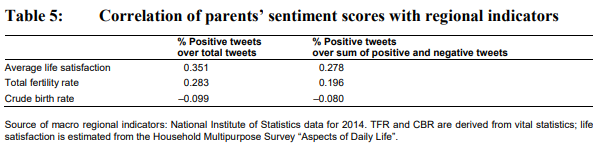 Table 5: Correlation of parents’ sentiment scores with regional indicators
% Positive tweets % Positive tweets
over total tweets over sum of positive and negative tweets
Average life satisfaction 0.351 0.278
Total fertility rate 0.283 0.196
Crude birth rate –0.099 –0.080
Source of macro regional indicators: National Institute of Statistics data for 2014. TFR and CBR are derived from vital statistics; life
satisfaction is estimated from the Household Multipurpose Survey “Aspects of Daily Life”.